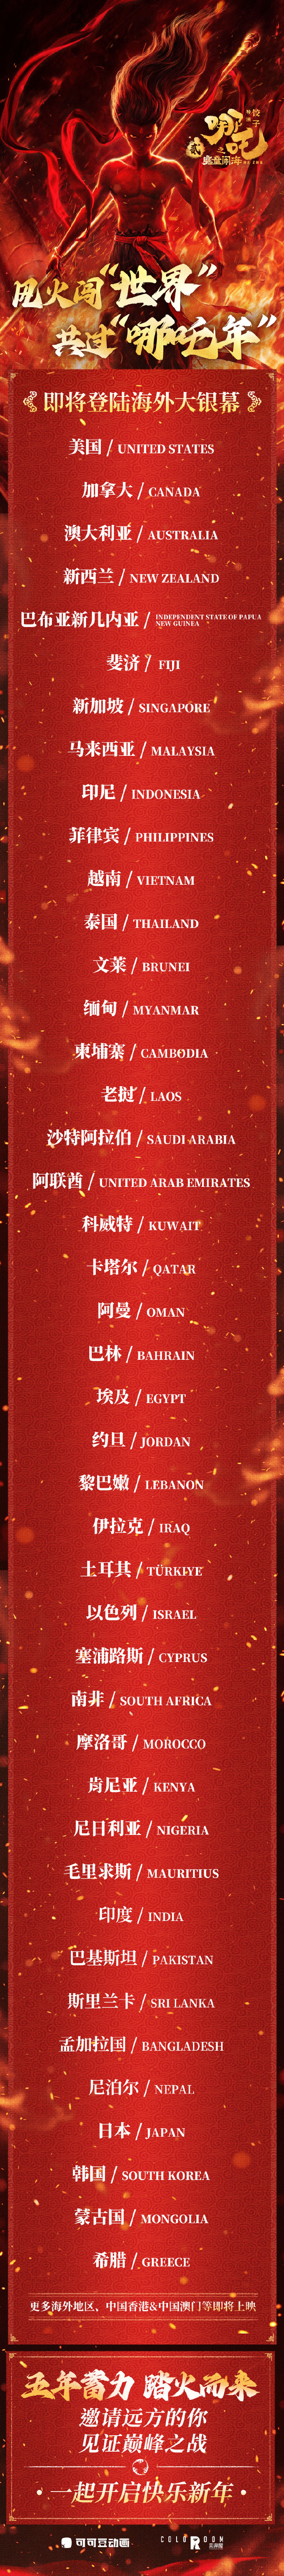 饺子
导演
哪吒
贰
之
魔童闹海
NE ZHA
风火闯“世界”
共过“哪吒年”
即将登陆海外大银幕
美国 / UNITED STATES
加拿大 / CANADA
澳大利亚 / AUSTRALIA
新西兰 / NEW ZEALAND
巴布亚新几内亚 / INDEPENDENT STATE OF PAPUA NEW GUINEA
斐济 / FIJI
新加坡 / SINGAPORE
马来西亚 / MALAYSIA
印尼 / INDONESIA
菲律宾 / PHILIPPINES
越南 / VIETNAM
泰国 / THAILAND
文莱 / BRUNEI
缅甸 / MYANMAR
柬埔寨 / CAMBODIA
老挝 / LAOS
沙特阿拉伯 / SAUDI ARABIA
阿联酋 / UNITED ARAB EMIRATES
科威特 / KUWAIT
卡塔尔 / QATAR
阿曼 / OMAN
巴林 / BAHRAIN
埃及 / EGYPT
约旦 / JORDAN
黎巴嫩 / LEBANON
伊拉克 / IRAQ
土耳其 / TÜRKIYE
以色列 / ISRAEL
塞浦路斯 / CYPRUS
南非 / SOUTH AFRICA
摩洛哥 / MOROCCO
肯尼亚 / KENYA
尼日利亚 / NIGERIA
毛里求斯 / MAURITIUS
印度 / INDIA
巴基斯坦 / PAKISTAN
斯里兰卡 / SRI LANKA
孟加拉国 / BANGLADESH
尼泊尔 / NEPAL
日本 / JAPAN
韩国 / SOUTH KOREA
蒙古国 / MONGOLIA
希腊 / GREECE
更多海外地区、中国香港&中国澳门等即将上映
五年蓄力 踏火而来
邀请远方的你
见证巅峰之战
一起开启快乐新年
可可豆动画 COLOROOM